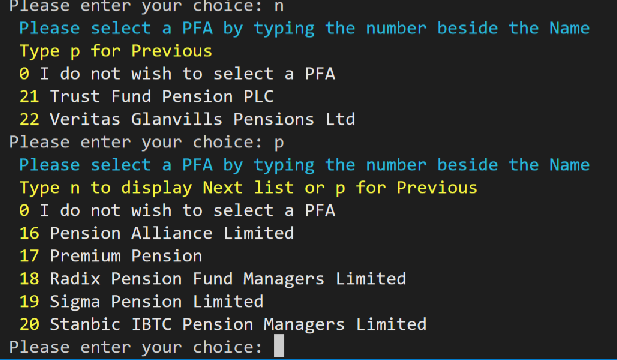 Please enter your choice: n
Please select a PFA by typing the number beside the Name
Type p for Previous
0 I do not wish to select a PFA
21 Trust Fund Pension PLC
22 Veritas Glanvills Pensions Ltd
Please enter your choice: p
Please select a PFA by typing the number beside the Name
Type n to display Next list or p for Previous
0 I do not wish to select a PFA
16 Pension Alliance Limited
17 Premium Pension
18 Radix Pension Fund Managers Limited
19 Sigma Pension Limited
20 Stanbic IBTC Pension Managers Limited
Please enter your choice: